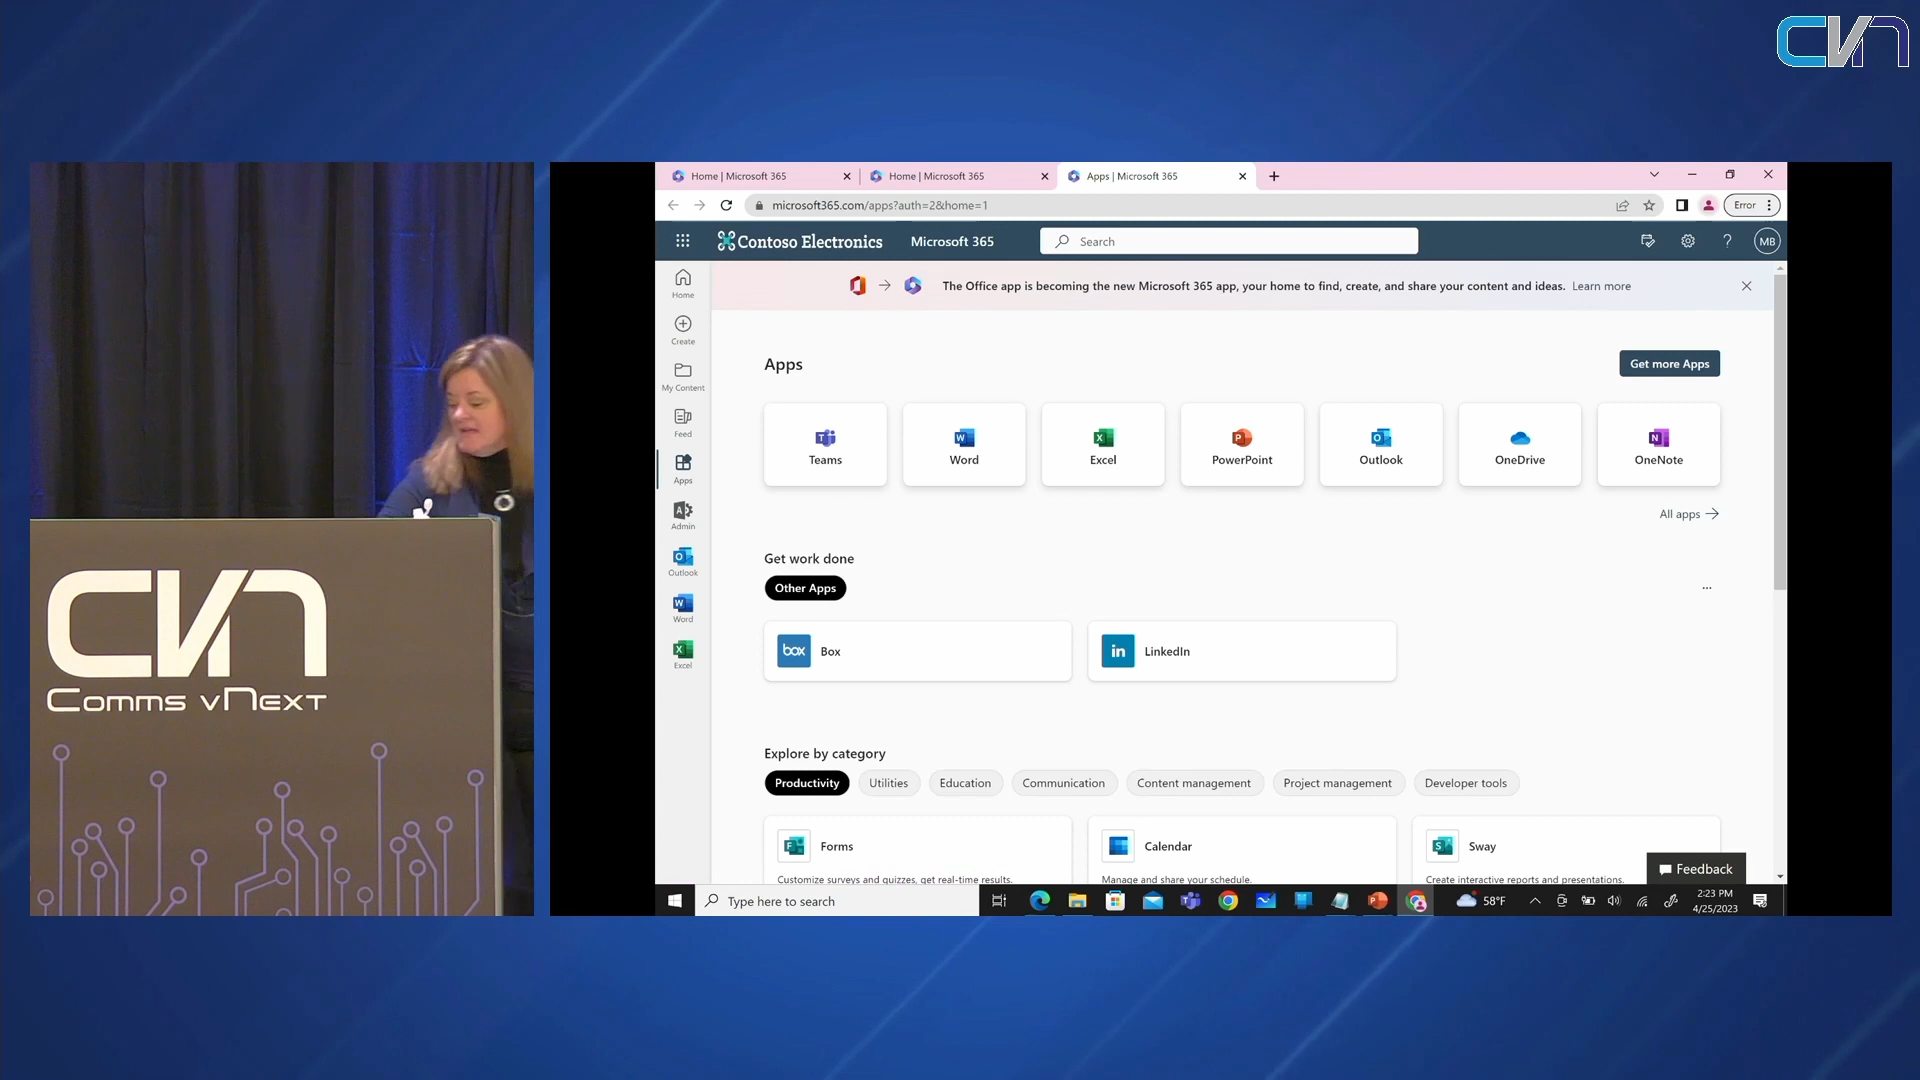 CVN
Home | Microsoft 365
Home | Microsoft 365
Apps | Microsoft 365
microsoft365.com/apps?auth=2&home=1
Error
Contoso Electronics
Microsoft 365
Search
MB
The Office app is becoming the new Microsoft 365 app, your home to find, create, and share your content and ideas. Learn more
Home
Create
My Content
Feed
Apps
Admin
Outlook
Word
Excel
Apps
Get more Apps
Teams
Word
Excel
PowerPoint
Outlook
OneDrive
OneNote
All apps
Get work done
Other Apps
box
Box
in
LinkedIn
Explore by category
Productivity
Utilities
Education
Communication
Content management
Project management
Developer tools
Forms
Customize surveys and quizzes, get real-time results.
Calendar
Manage and share your schedule.
Sway
Create interactive reports and presentations.
Feedback
Type here to search
58°F
2:23 PM
4/25/2023
CVN
Comms vNext